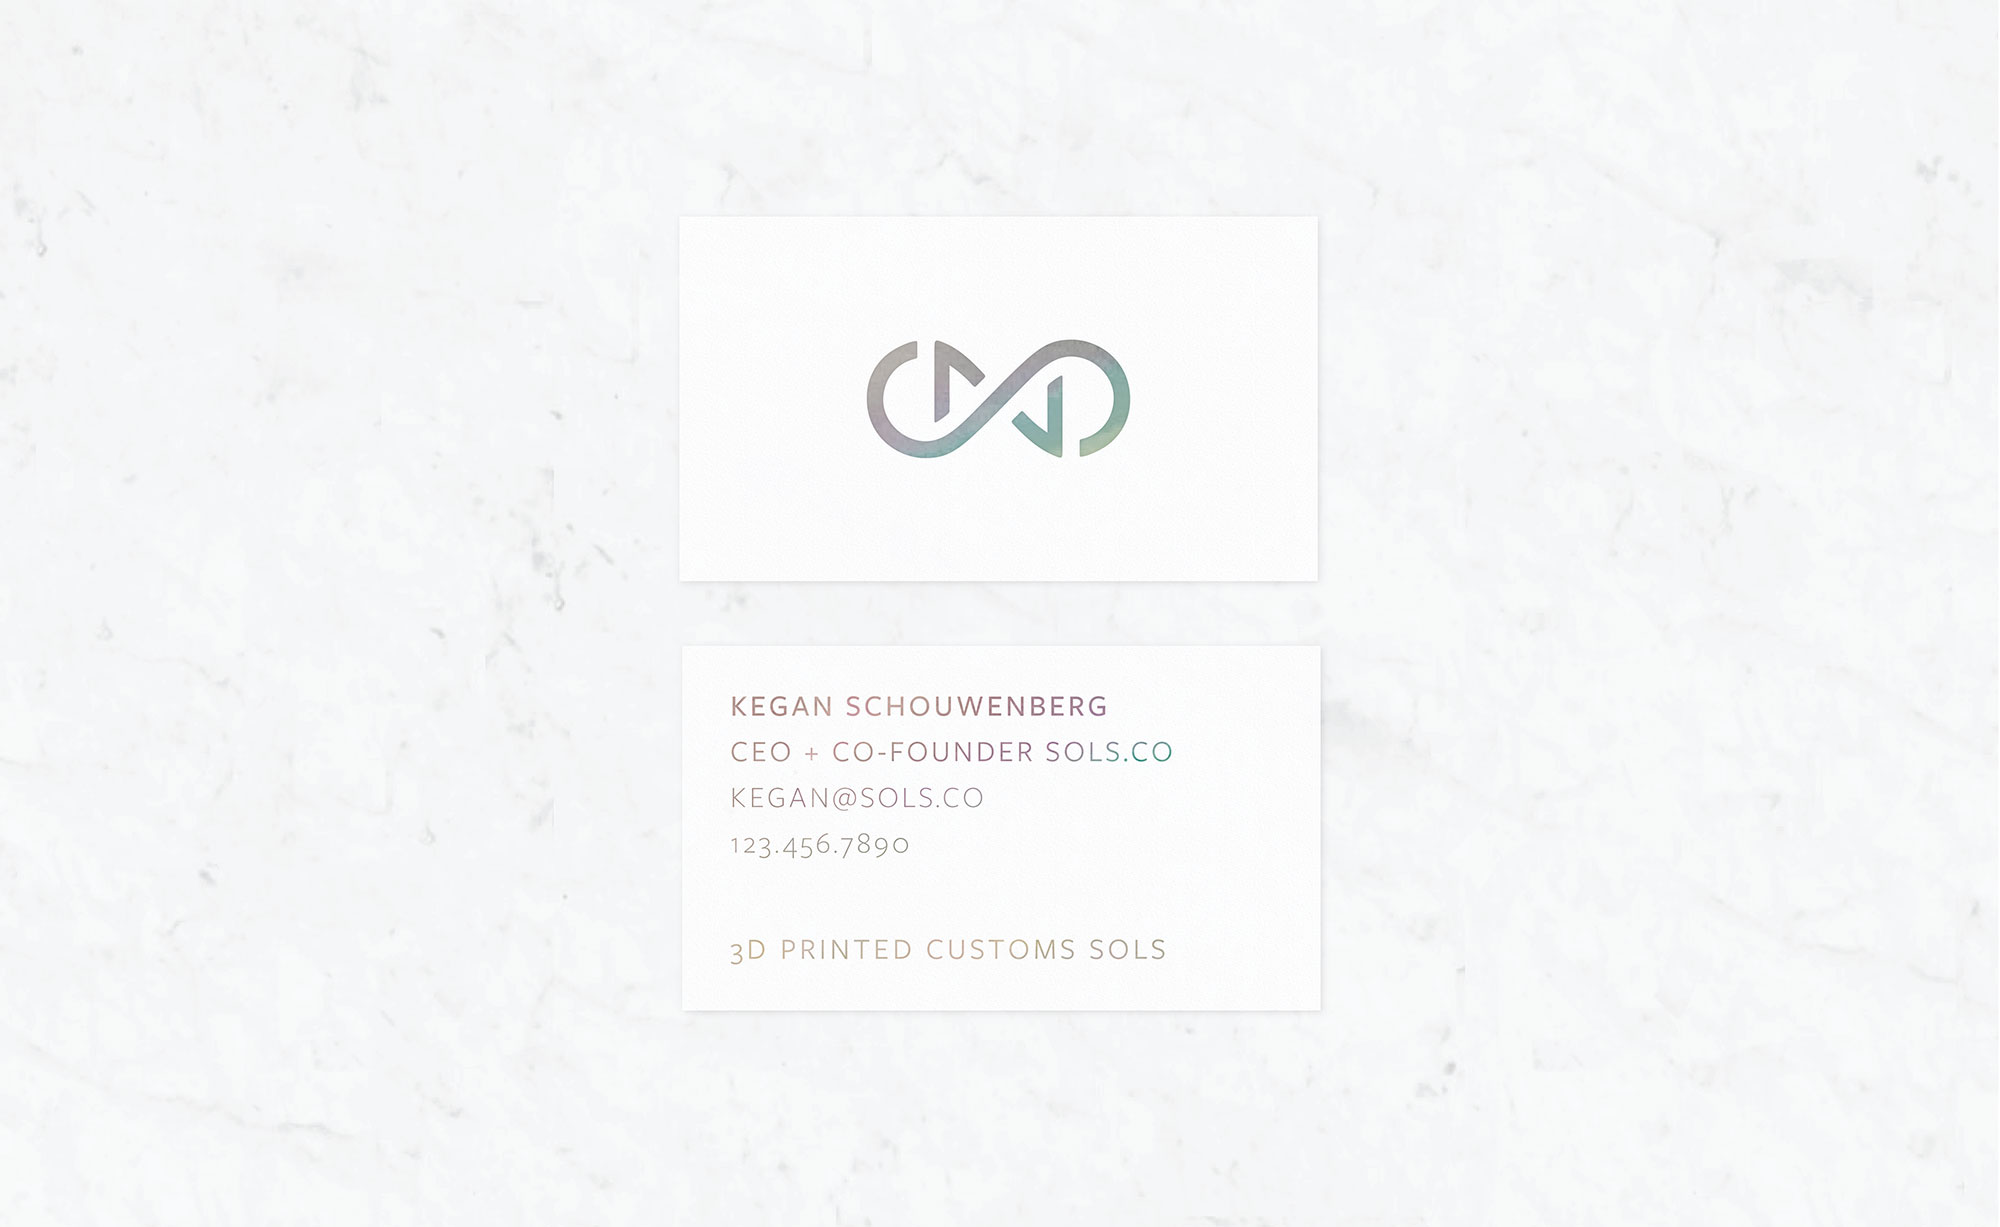 KEGAN SCHOUWENBERG
CEO + CO-FOUNDER SOLS.CO
KEGAN@SOLS.CO
123.456.7890
3D PRINTED CUSTOMS SOLS